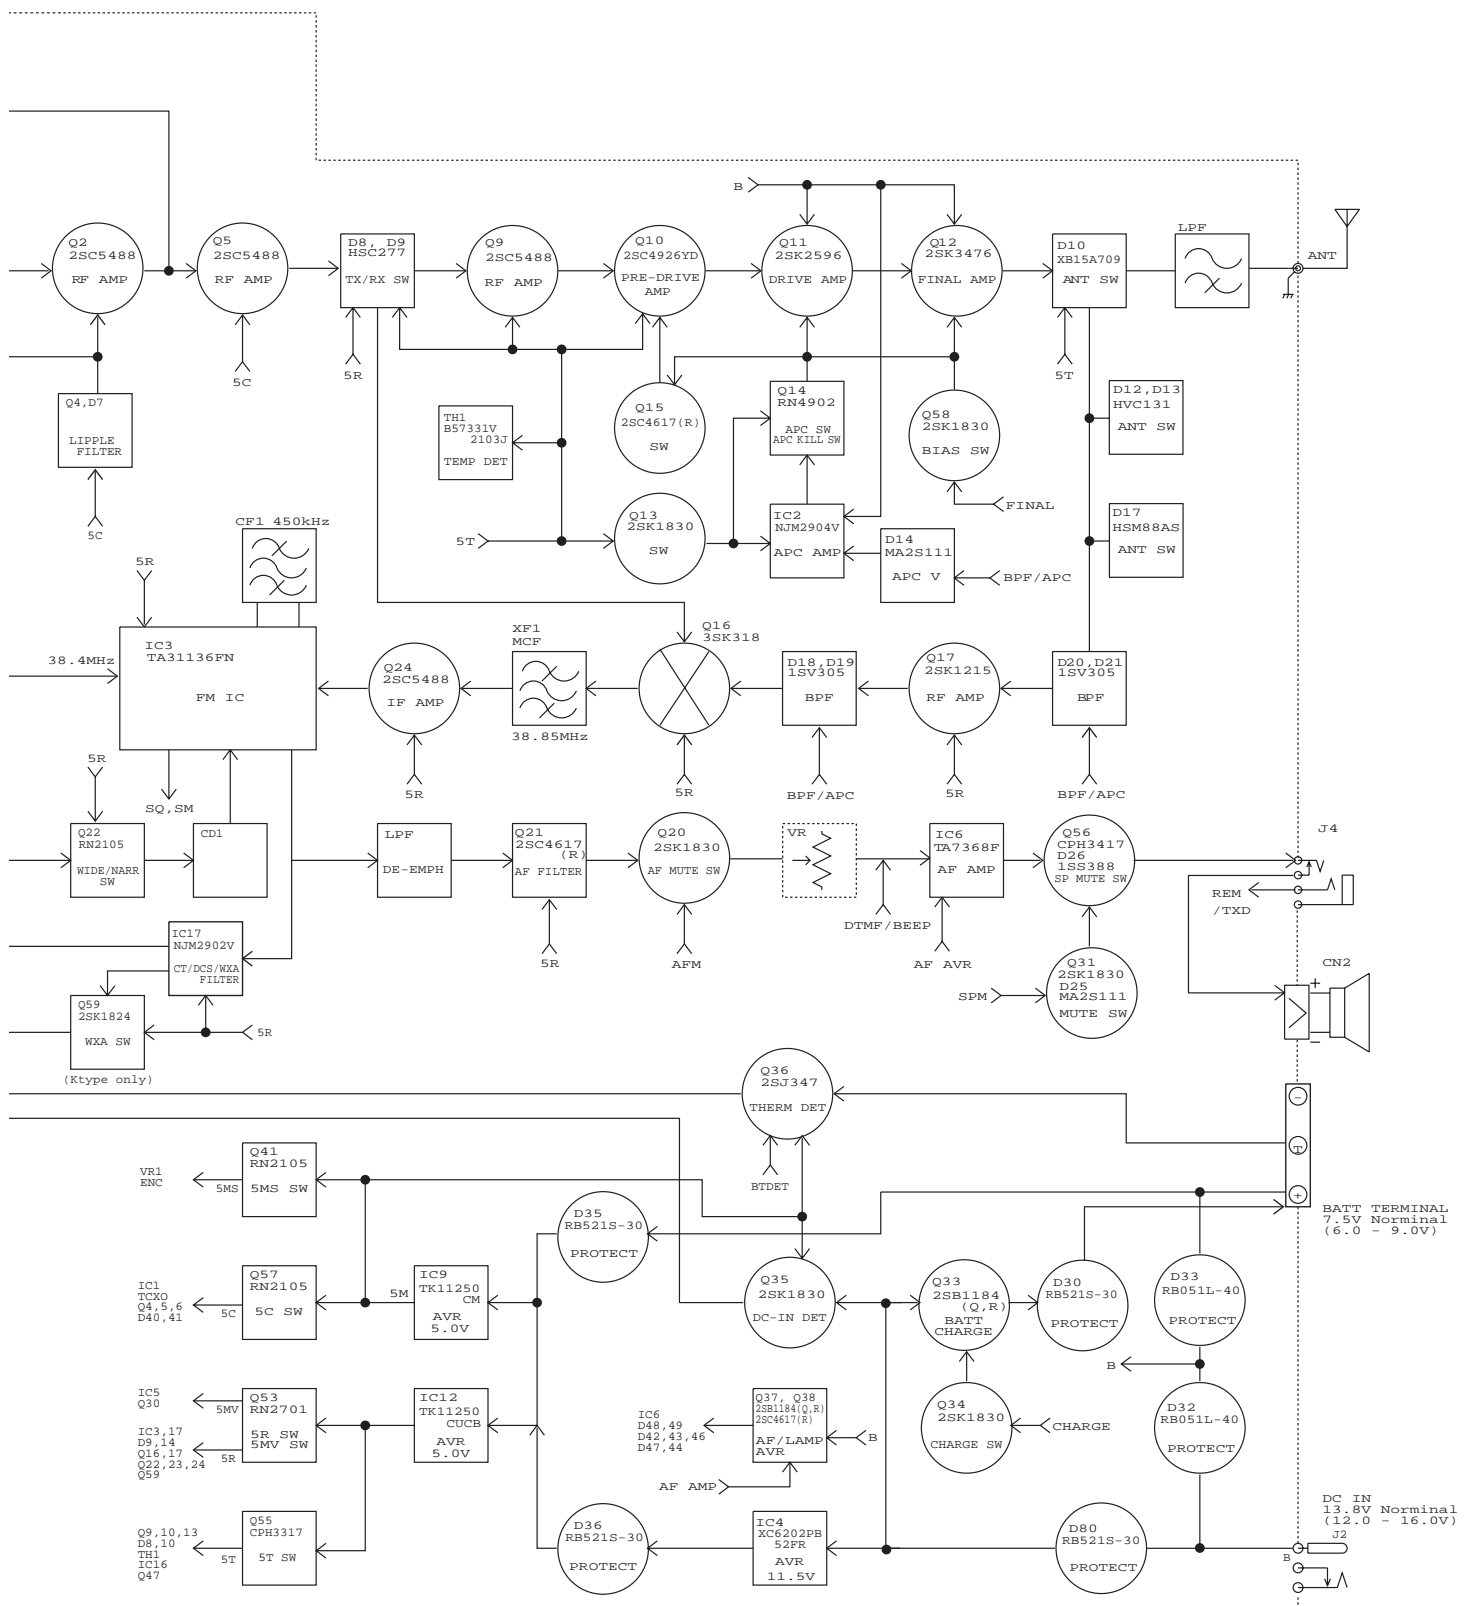 B
Q2
2SC5488
RF AMP
Q5
2SC5488
RF AMP
D8, D9
HSC277
TX/RX SW
Q9
2SC5488
RF AMP
Q10
2SC4926YD
PRE-DRIVE
AMP
Q11
2SK2596
DRIVE AMP
Q12
2SK3476
FINAL AMP
D10
XB15A709
ANT SW
LPF
ANT
5C
5R
5T
Q4,D7
LIPPLE
FILTER
5C
TH1
B57331V
2103J
TEMP DET
Q15
2SC4617(R)
SW
Q14
RN4902
APC SW
APC KILL SW
Q58
2SK1830
BIAS SW
D12,D13
HVC131
ANT SW
FINAL
CF1 450kHz
5T
Q13
2SK1830
SW
IC2
NJM2904V
APC AMP
D14
MA2S111
APC V
BPF/APC
D17
HSM88AS
ANT SW
5R
38.4MHz
IC3
TA31136FN
FM IC
Q24
2SC5488
IF AMP
XF1
MCF
38.85MHz
Q16
3SK318
D18,D19
1SV305
BPF
Q17
2SK1215
RF AMP
D20,D21
1SV305
BPF
5R
SQ,SM
5R
5R
BPF/APC
5R
BPF/APC
Q22
RN2105
WIDE/NARR
SW
CD1
LPF
DE-EMPH
Q21
2SC4617
(R)
AF FILTER
Q20
2SK1830
AF MUTE SW
VR
IC6
TA7368F
AF AMP
Q56
CPH3417
D26
1SS388
SP MUTE SW
J4
REM
/TXD
DTMF/BEEP
5R
AFM
AF AVR
IC17
NJM2902V
CT/DCS/WXA
FILTER
Q59
2SK1824
WXA SW
(Ktype only)
5R
SPM
Q31
2SK1830
D25
MA2S111
MUTE SW
CN2
+
−
Q36
2SJ347
THERM DET
BTDET
−
T
+
BATT TERMINAL
7.5V Norminal
(6.0 - 9.0V)
VR1
ENC
5MS
Q41
RN2105
5MS SW
D35
RB521S-30
PROTECT
IC1
TCXO
Q4,5,6
D40,41
5C
Q57
RN2105
5C SW
5M
IC9
TK11250
CM
AVR
5.0V
Q35
2SK1830
DC-IN DET
Q33
2SB1184
(Q,R)
BATT
CHARGE
D30
RB521S-30
PROTECT
D33
RB051L-40
PROTECT
B
IC5
Q30
5MV
IC3,17
D9,14
Q16,17
Q22,23,24
Q59
5R
Q53
RN2701
5R SW
5MV SW
IC12
TK11250
CUCB
AVR
5.0V
IC6
D48,49
D42,43,46
D47,44
Q37, Q38
2SB1184(Q,R)
2SC4617(R)
AF/LAMP
AVR
B
AF AMP
Q34
2SK1830
CHARGE SW
CHARGE
D32
RB051L-40
PROTECT
Q9,10,13
D8,10
TH1
IC16
Q47
5T
Q55
CPH3317
5T SW
D36
RB521S-30
PROTECT
IC4
XC6202PB
52FR
AVR
11.5V
D80
RB521S-30
PROTECT
DC IN
13.8V Norminal
(12.0 - 16.0V)
J2
B